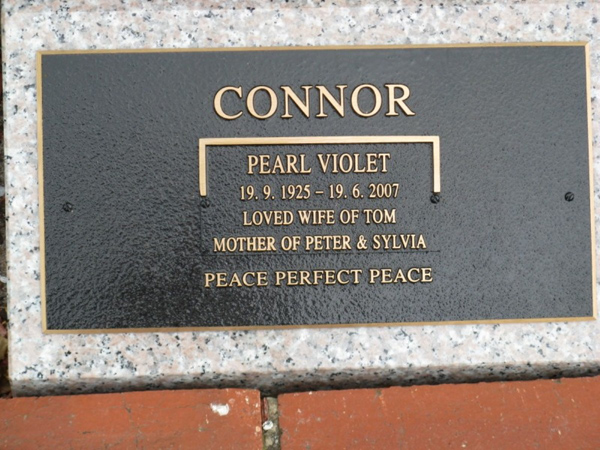 CONNOR
PEARL VIOLET
19. 9. 1925 – 19. 6. 2007
LOVED WIFE OF TOM
MOTHER OF PETER & SYLVIA
PEACE PERFECT PEACE